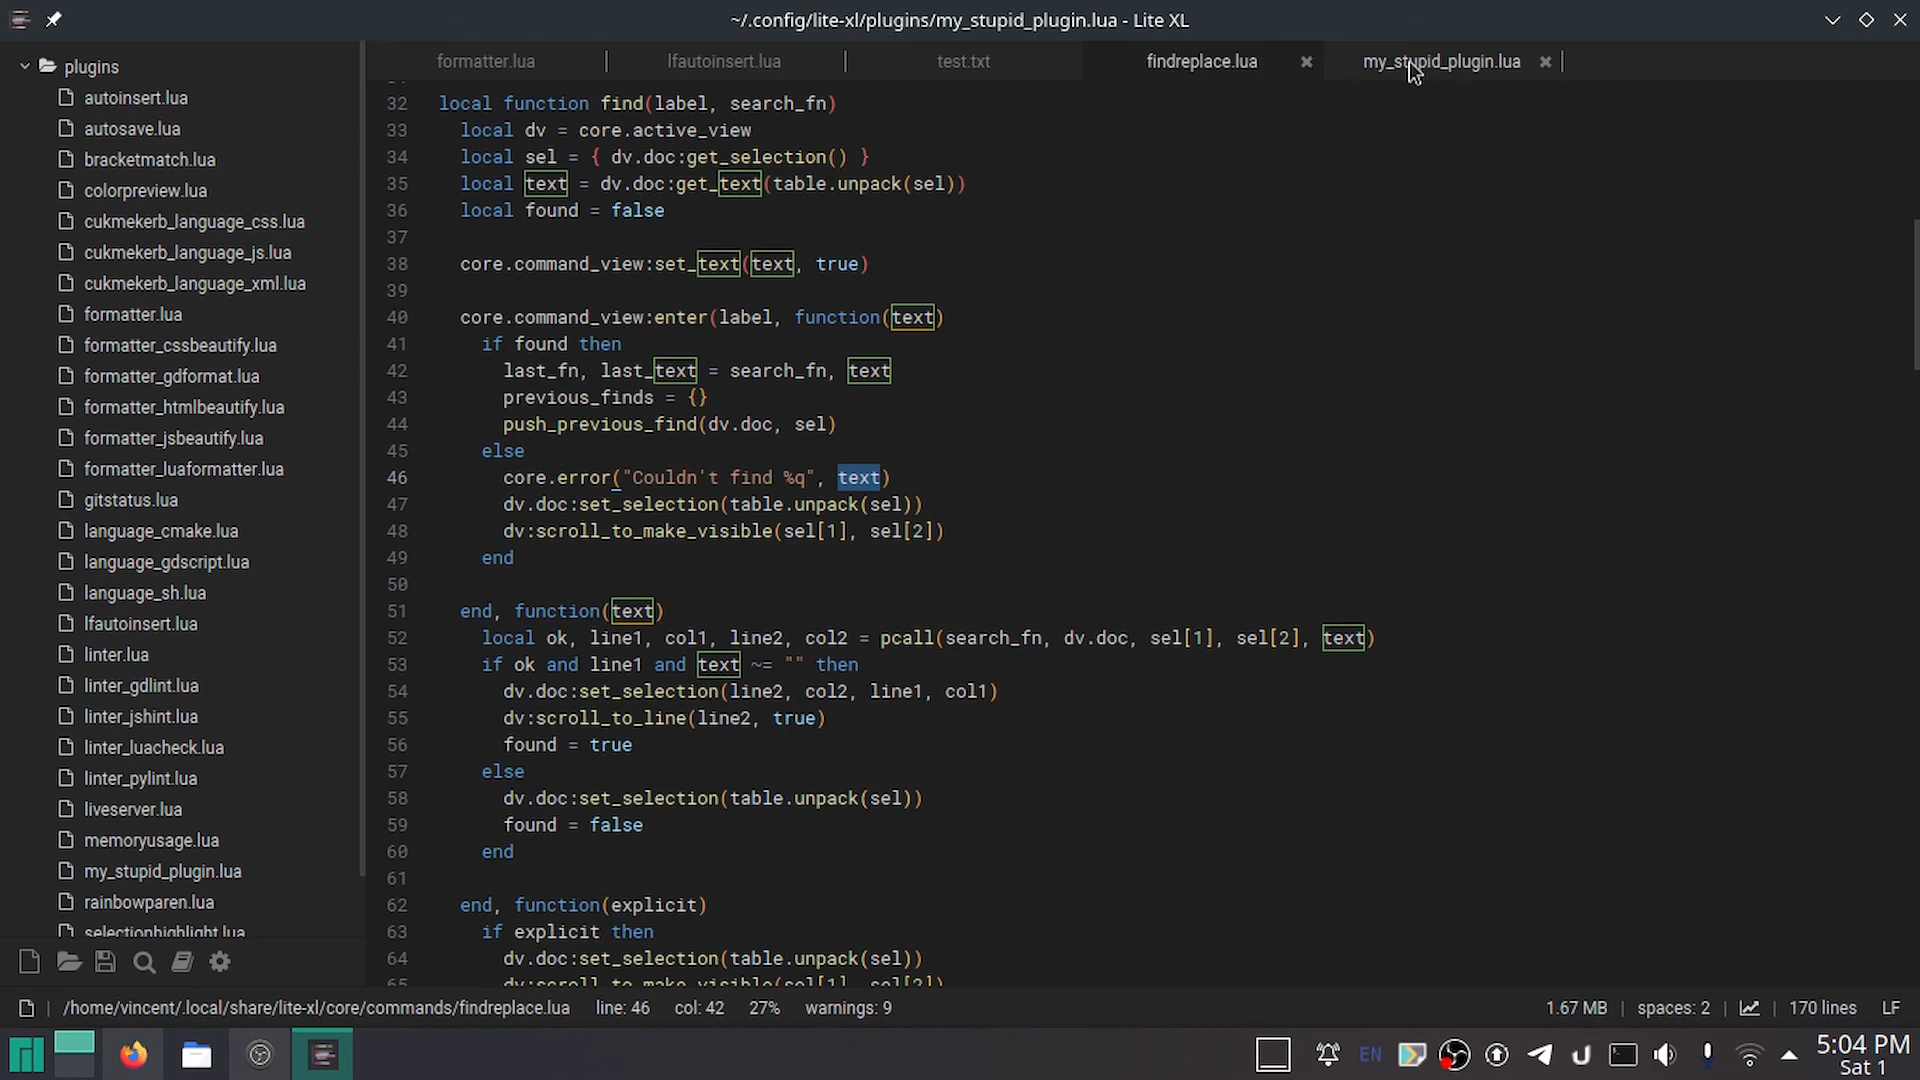 ~/.config/lite-xl/plugins/my_stupid_plugin.lua - Lite XL
plugins
autoinsert.lua
autosave.lua
bracketmatch.lua
colorpreview.lua
cukmekerb_language_css.lua
cukmekerb_language_js.lua
cukmekerb_language_xml.lua
formatter.lua
formatter_cssbeautify.lua
formatter_gdformat.lua
formatter_htmlbeautify.lua
formatter_jsbeautify.lua
formatter_luaformatter.lua
gitstatus.lua
language_cmake.lua
language_gdscript.lua
language_sh.lua
lfautoinsert.lua
linter.lua
linter_gdlint.lua
linter_jshint.lua
linter_luacheck.lua
linter_pylint.lua
liveserver.lua
memoryusage.lua
my_stupid_plugin.lua
rainbowparen.lua
selectionhighlight.lua
formatter.lua
lfautoinsert.lua
test.txt
findreplace.lua
my_stupid_plugin.lua
32 local function find(label, search_fn)
33 local dv = core.active_view
34 local sel = { dv.doc:get_selection() }
35 local text = dv.doc:get_text(table.unpack(sel))
36 local found = false
37
38 core.command_view:set_text(text, true)
39
40 core.command_view:enter(label, function(text)
41 if found then
42 last_fn, last_text = search_fn, text
43 previous_finds = {}
44 push_previous_find(dv.doc, sel)
45 else
46 core.error("Couldn't find %q", text)
47 dv.doc:set_selection(table.unpack(sel))
48 dv:scroll_to_make_visible(sel[1], sel[2])
49 end
50
51 end, function(text)
52 local ok, line1, col1, line2, col2 = pcall(search_fn, dv.doc, sel[1], sel[2], text)
53 if ok and line1 and text ~= "" then
54 dv.doc:set_selection(line2, col2, line1, col1)
55 dv:scroll_to_line(line2, true)
56 found = true
57 else
58 dv.doc:set_selection(table.unpack(sel))
59 found = false
60 end
61
62 end, function(explicit)
63 if explicit then
64 dv.doc:set_selection(table.unpack(sel))
65 dv:scroll_to_make_visible(sel[1], sel[2])
/home/vincent/.local/share/lite-xl/core/commands/findreplace.lua line: 46 col: 42 27% warnings: 9
1.67 MB spaces: 2 170 lines LF
EN
5:04 PM
Sat 1